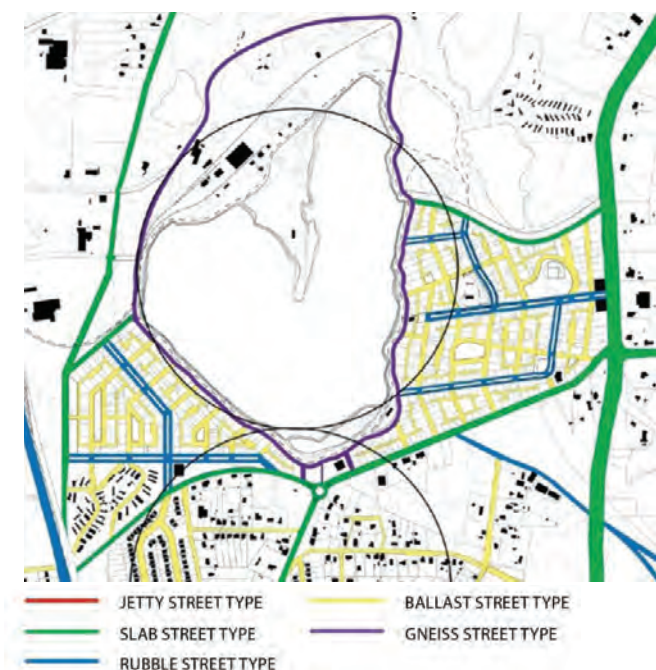 JETTY STREET TYPE
SLAB STREET TYPE
RUBBLE STREET TYPE
BALLAST STREET TYPE
GNEISS STREET TYPE